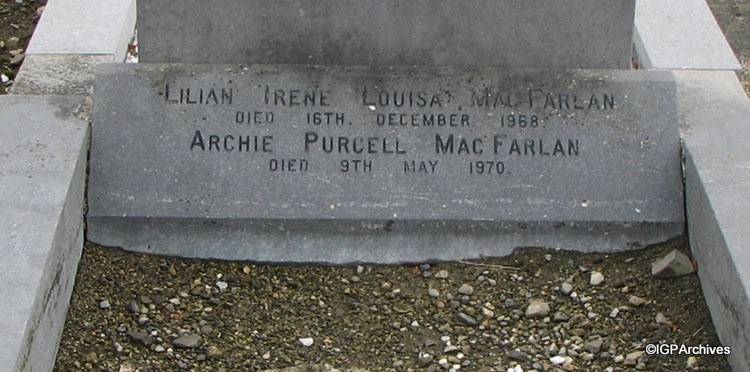 LILIAN IRENE LOUISA MACFARLAN
DIED 16TH. DECEMBER 1968.
ARCHIE PURCELL MACFARLAN
DIED 9TH MAY 1970.
©IGPArchives